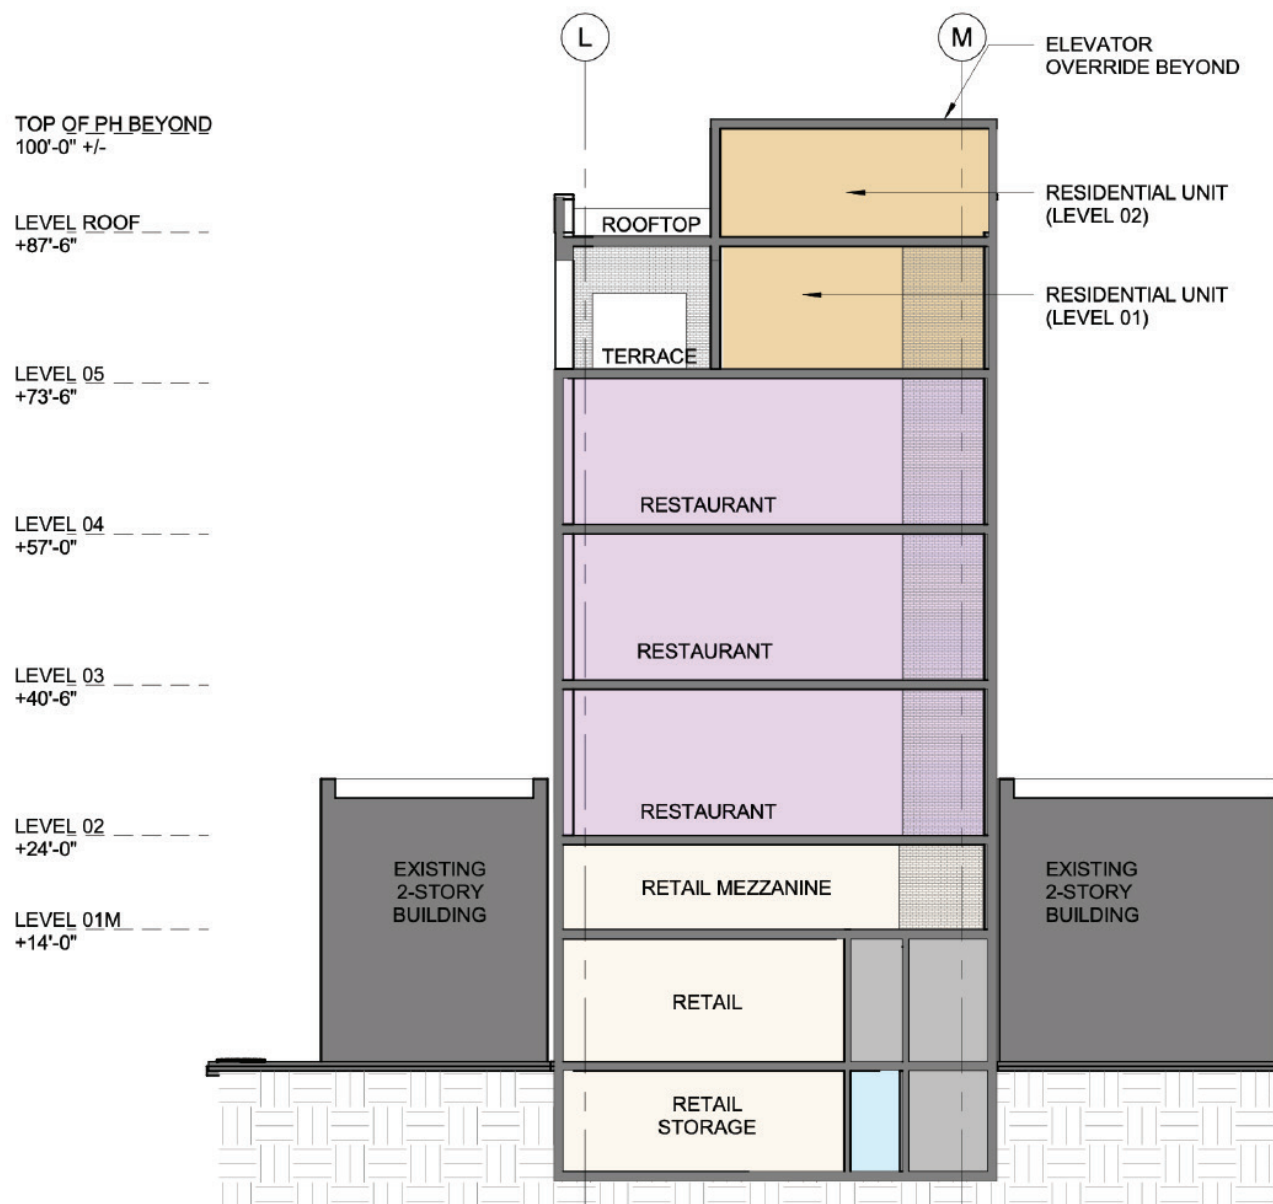 L
M
ELEVATOR
OVERRIDE BEYOND
TOP OF PH BEYOND
100'-0" +/-
RESIDENTIAL UNIT
(LEVEL 02)
LEVEL ROOF
+87'-6"
ROOFTOP
RESIDENTIAL UNIT
(LEVEL 01)
TERRACE
LEVEL 05
+73'-6"
RESTAURANT
LEVEL 04
+57'-0"
RESTAURANT
LEVEL 03
+40'-6"
RESTAURANT
LEVEL 02
+24'-0"
EXISTING
2-STORY
BUILDING
RETAIL MEZZANINE
EXISTING
2-STORY
BUILDING
LEVEL 01M
+14'-0"
RETAIL
RETAIL
STORAGE